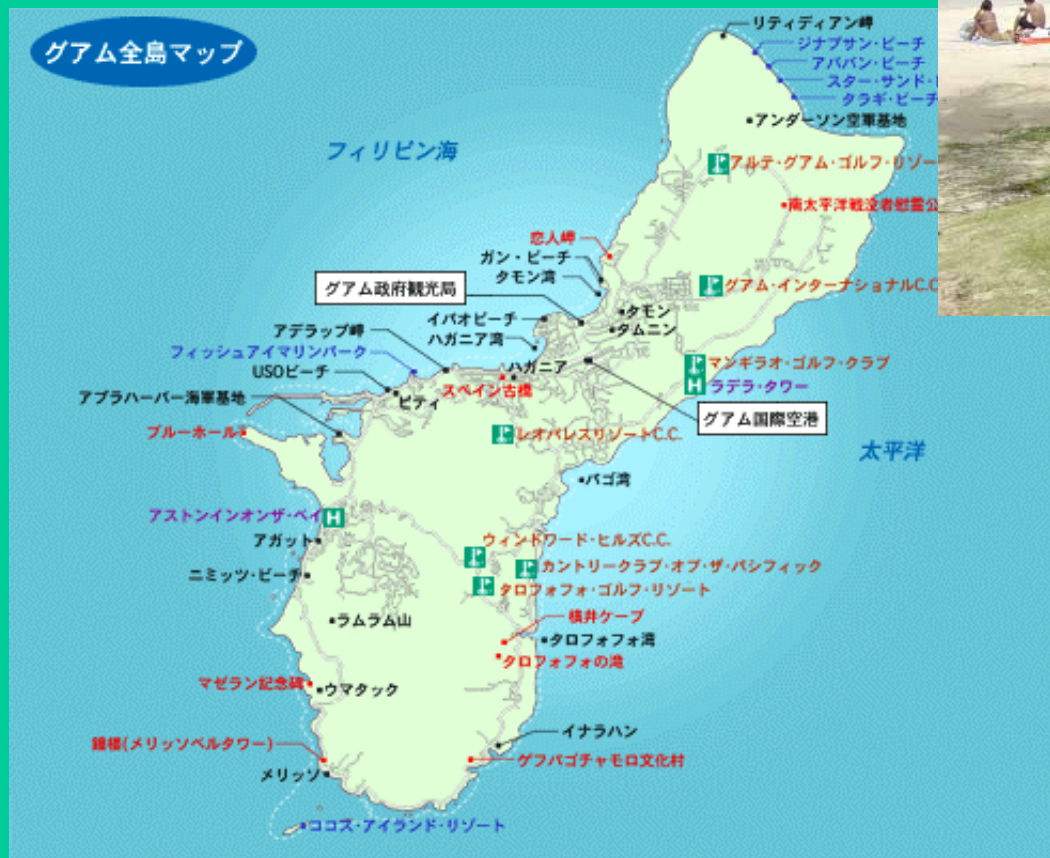 グアム全島マップ
リティディアン岬
ジナプサン・ビーチ
アババン・ビーチ
スター・サンド・
タラギ・ビーチ
アンダーソン空軍基地
フィリピン海
アルテ・グアム・ゴルフ・リゾー
南太平洋戦没者慰霊公
恋人岬
ガン・ビーチ
タモン湾
グアム政府観光局
グアム・インターナショナルC.C
イパオビーチ
タモン
タムニン
アデラップ岬
ハガニア湾
フィッシュアイマリンパーク
ハガニア
マンギラオ・ゴルフ・クラブ
USOビーチ
スペイン古橋
H ラデラ・タワー
アプラハーバー海軍基地
ピティ
グアム国際空港
ブルーホール
レオパレスリゾートC.C.
太平洋
パゴ湾
アストンインオンザ・ベイ H
アガット
ウィンドワード・ヒルズC.C.
カントリークラブ・オブ・ザ・パシフィック
ニミッツ・ビーチ
タロフォフォ・ゴルフ・リゾート
横井ケーブ
ラムラム山
タロフォフォ湾
タロフォフォの滝
マゼラン記念碑
ウマタック
イナラハン
鐘楼(メリッソベルタワー)
ゲフパゴチャモロ文化村
メリッソ
ココス・アイランド・リゾート